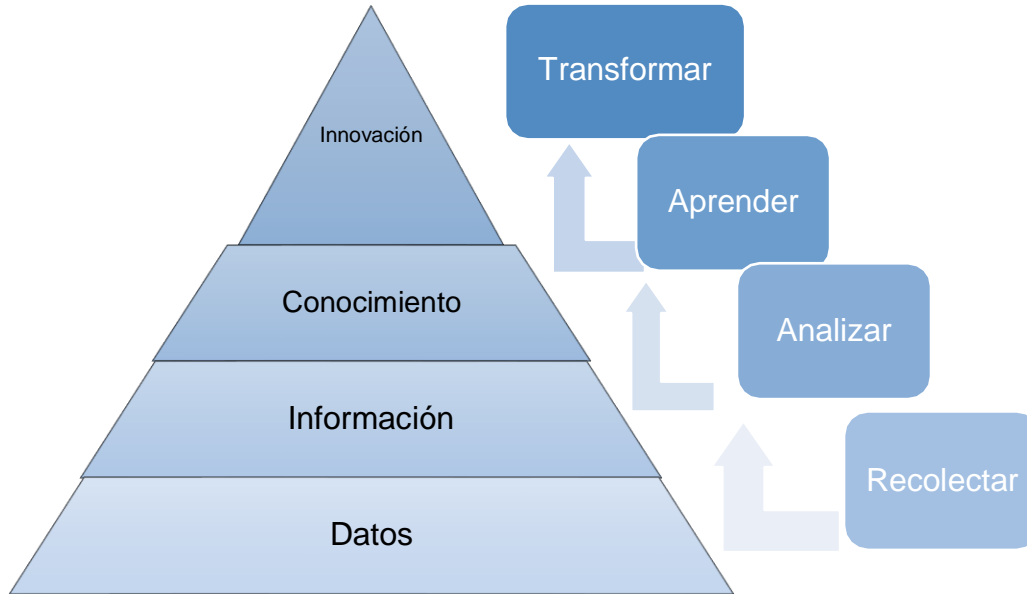 Innovación
Conocimiento
Información
Datos
Transformar
Aprender
Analizar
Recolectar